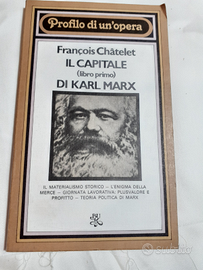 Profilo di un'opera
François Châtelet
IL CAPITALE
(libro primo)
DI KARL MARX
IL MATERIALISMO STORICO – L'ENIGMA DELLA
MERCE – GIORNATA LAVORATIVA: PLUSVALORE E
PROFITTO – TEORIA POLITICA DI MARX